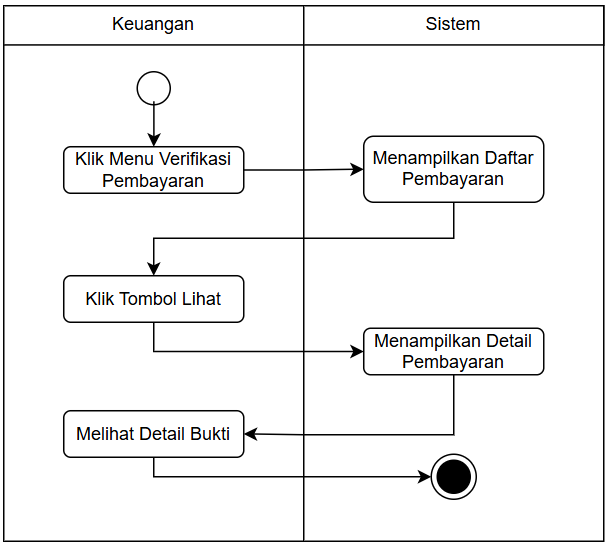 Keuangan
Sistem
Klik Menu Verifikasi
Pembayaran
Menampilkan Daftar
Pembayaran
Klik Tombol Lihat
Menampilkan Detail
Pembayaran
Melihat Detail Bukti